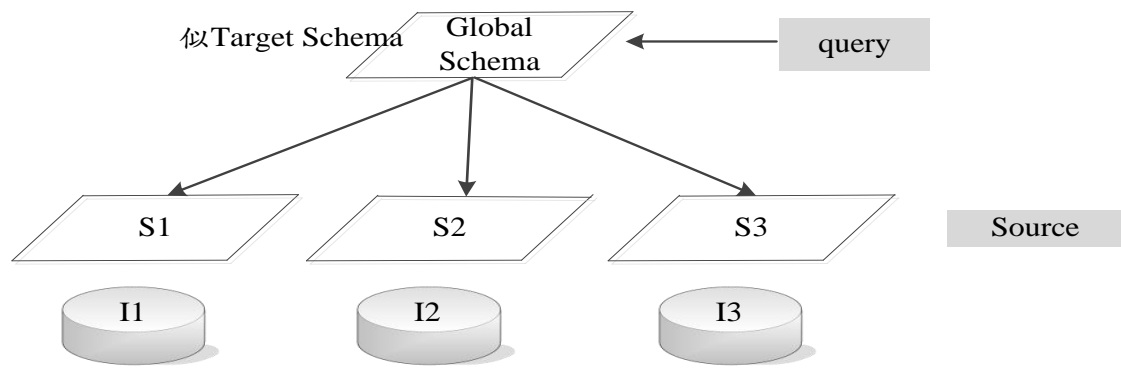 似Target Schema
Global
Schema
query
S1
S2
S3
Source
I1
I2
I3